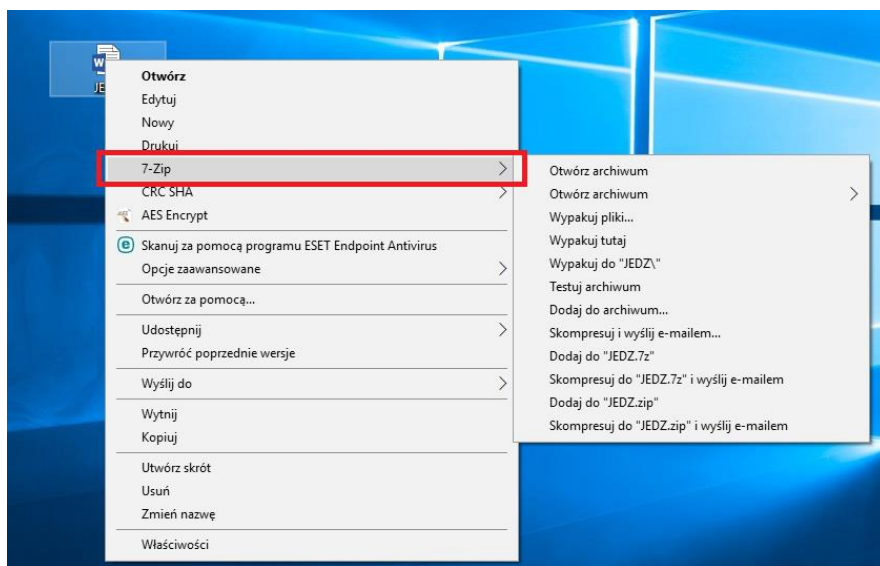 JE
Otwórz
Edytuj
Nowy
Drukuj
7-Zip
CRC SHA
AES Encrypt
Skanuj za pomocą programu ESET Endpoint Antivirus
Opcje zaawansowane
Otwórz za pomocą...
Udostępnij
Przywróć poprzednie wersje
Wyślij do
Wytnij
Kopiuj
Utwórz skrót
Usuń
Zmień nazwę
Właściwości
Otwórz archiwum
Otwórz archiwum
Wypakuj pliki...
Wypakuj tutaj
Wypakuj do "JEDZ\"
Testuj archiwum
Dodaj do archiwum...
Skompresuj i wyślij e-mailem...
Dodaj do "JEDZ.7z"
Skompresuj do "JEDZ.7z" i wyślij e-mailem
Dodaj do "JEDZ.zip"
Skompresuj do "JEDZ.zip" i wyślij e-mailem